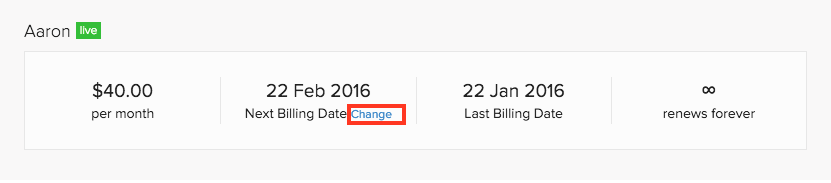 Aaron live
$40.00
per month
22 Feb 2016
Next Billing Date Change
22 Jan 2016
Last Billing Date
∞
renews forever